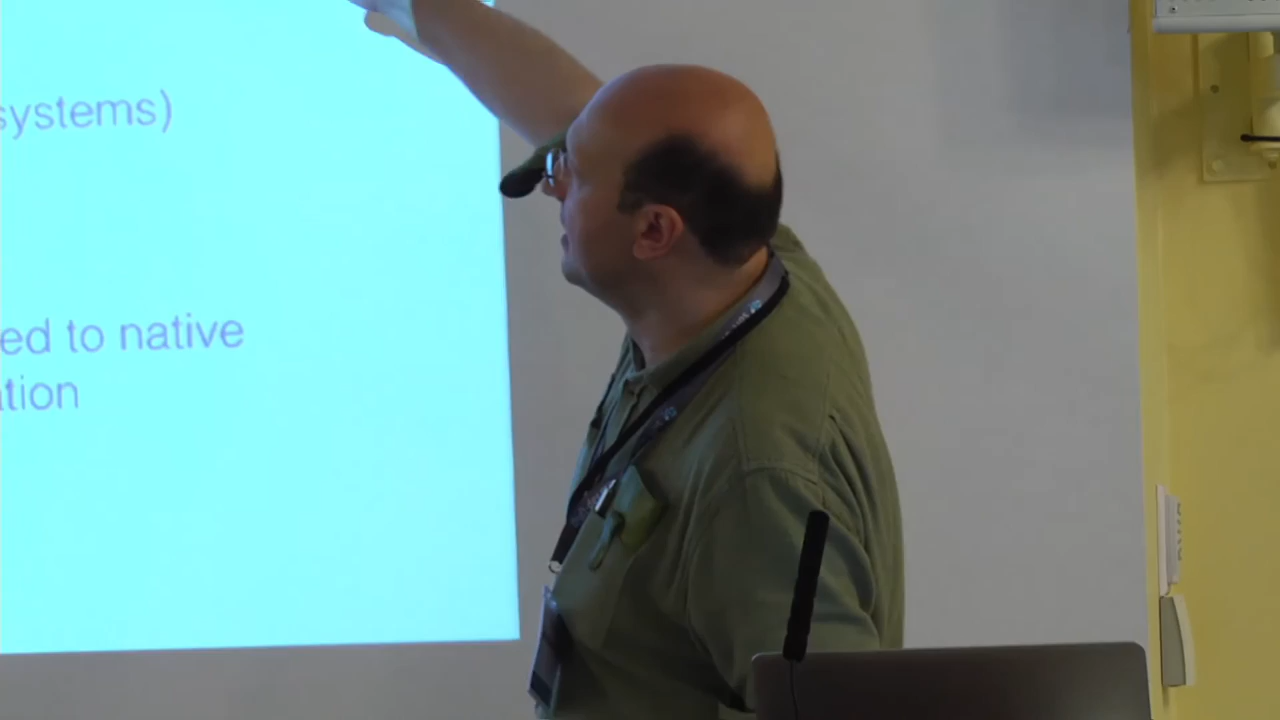 systems)
ed to native
ation